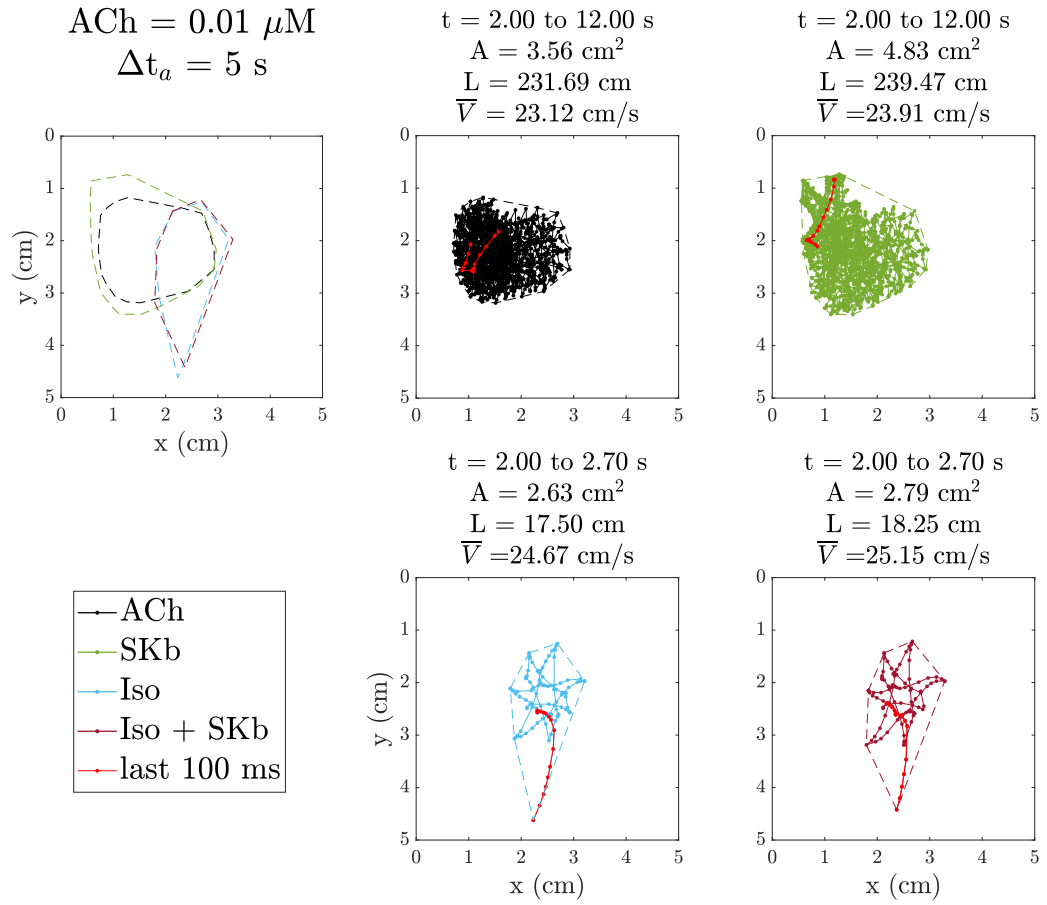 ACh = 0.01 μM
Δtₐ = 5 s
t = 2.00 to 12.00 s
A = 3.56 cm²
L = 231.69 cm
V̅ = 23.12 cm/s
t = 2.00 to 12.00 s
A = 4.83 cm²
L = 239.47 cm
V̅ =23.91 cm/s
0
1
2
3
4
5
y (cm)
0 1 2 3 4 5
x (cm)
0
1
2
3
4
5
0 1 2 3 4 5
0
1
2
3
4
5
0 1 2 3 4 5
t = 2.00 to 2.70 s
A = 2.63 cm²
L = 17.50 cm
V̅ =24.67 cm/s
t = 2.00 to 2.70 s
A = 2.79 cm²
L = 18.25 cm
V̅ =25.15 cm/s
ACh
SKb
Iso
Iso + SKb
last 100 ms
0
1
2
3
4
5
y (cm)
0 1 2 3 4 5
x (cm)
0
1
2
3
4
5
0 1 2 3 4 5
x (cm)